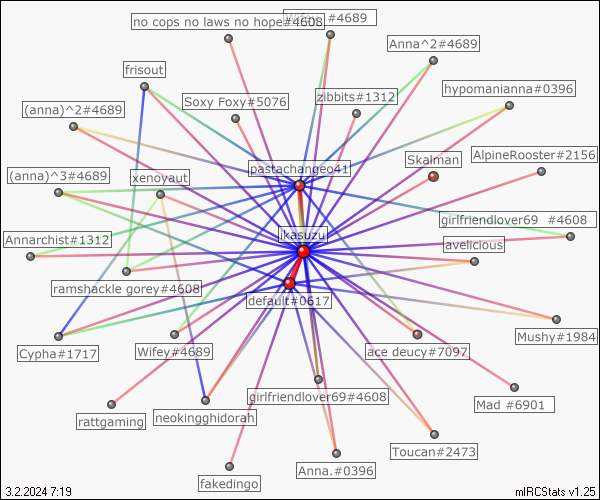 no cops no laws no hope#4608
Wifey_#4689
Anna^2#4689
frisout
hypomanianna#0396
(anna)^2#4689
Soxy Foxy#5076
zibbits#1312
Skalman
AlpineRooster#2156
pastachangeo41
(anna)^3#4689
xenoyaut
girlfriendlover69 #4608
Annarchist#1312
ikasuzu
avelicious
ramshackle gorey#4608
default#0617
Mushy#1984
Cypha#1717
Wifey#4689
ace deucy#7097
girlfriendlover69#4608
Mad #6901
rattgaming
neokingghidorah
Toucan#2473
fakedingo
Anna.#0396
3.2.2024 7:19
mIRCStats v1.25